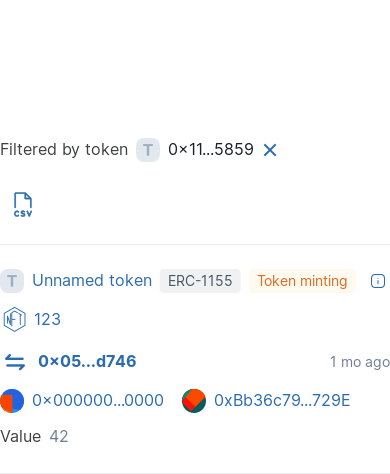 Filtered by token T 0x11...5859
CSV
T Unnamed token ERC-1155 Token minting
NFT 123
0x05...d746 1 mo ago
0x000000...0000 0xBb36c79...729E
Value 42